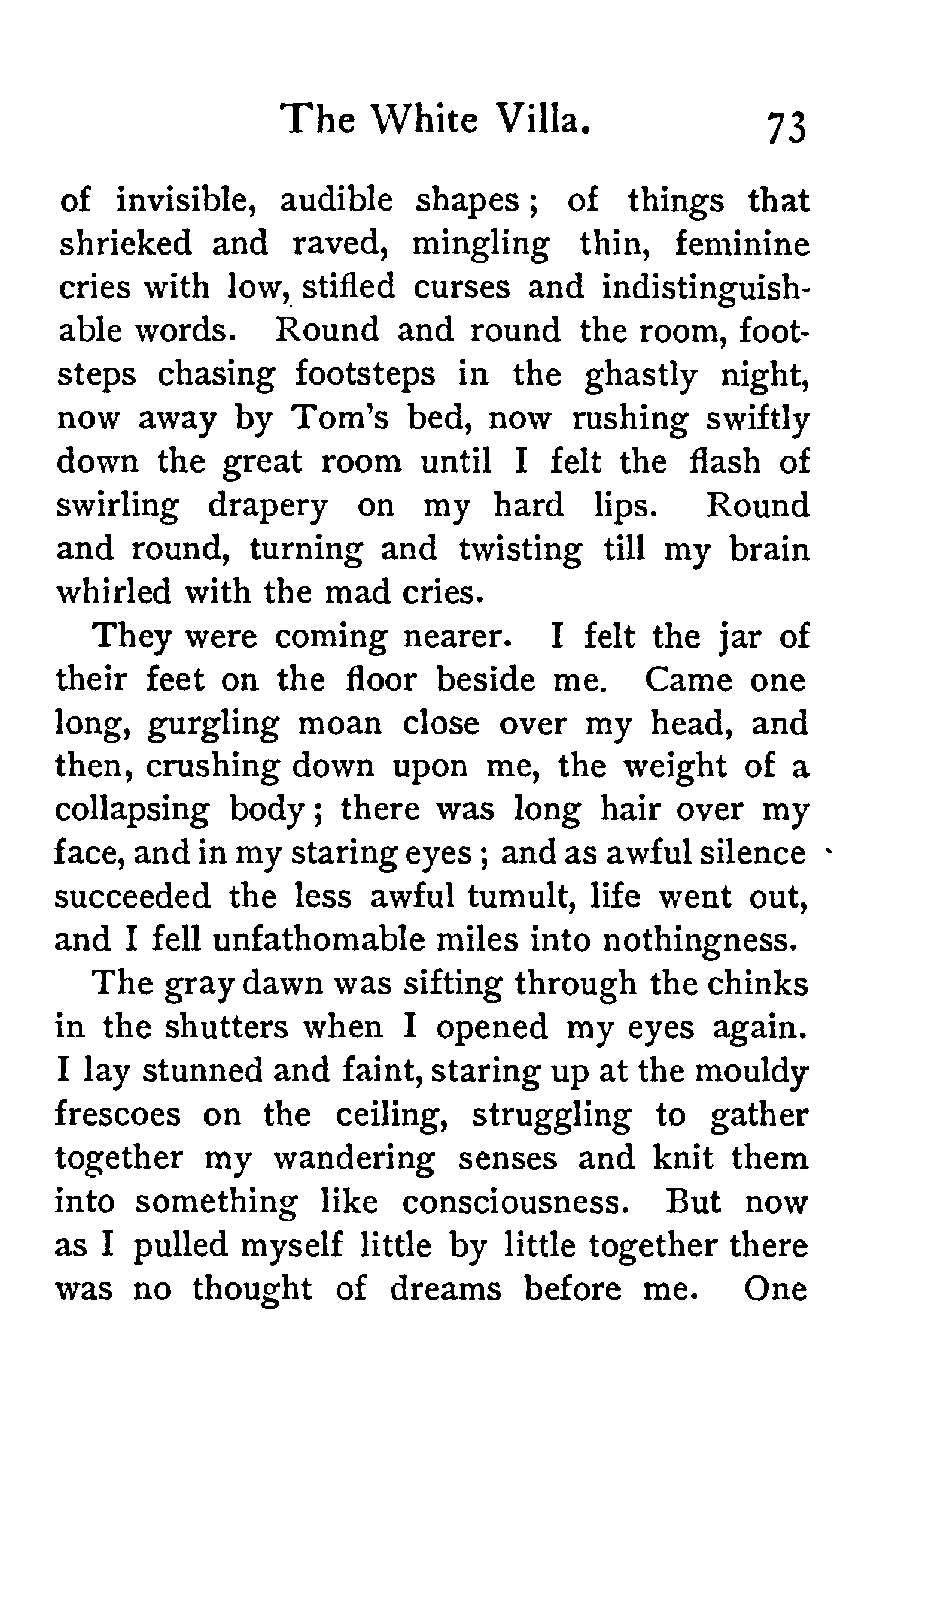 The White Villa. 73
of invisible, audible shapes ; of things that
shrieked and raved, mingling thin, feminine
cries with low, stifled curses and indistinguish-
able words. Round and round the room, foot-
steps chasing footsteps in the ghastly night,
now away by Tom's bed, now rushing swiftly
down the great room until I felt the flash of
swirling drapery on my hard lips. Round
and round, turning and twisting till my brain
whirled with the mad cries.
They were coming nearer. I felt the jar of
their feet on the floor beside me. Came one
long, gurgling moan close over my head, and
then, crushing down upon me, the weight of a
collapsing body ; there was long hair over my
face, and in my staring eyes ; and as awful silence
succeeded the less awful tumult, life went out,
and I fell unfathomable miles into nothingness.
The gray dawn was sifting through the chinks
in the shutters when I opened my eyes again.
I lay stunned and faint, staring up at the mouldy
frescoes on the ceiling, struggling to gather
together my wandering senses and knit them
into something like consciousness. But now
as I pulled myself little by little together there
was no thought of dreams before me. One